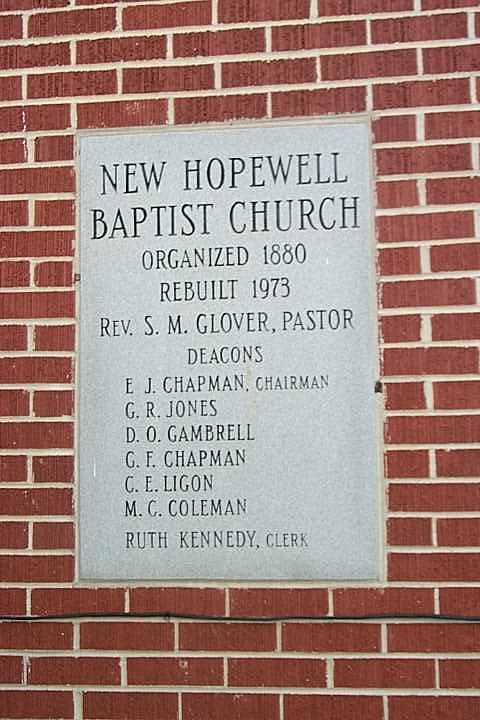 NEW HOPEWELL
BAPTIST CHURCH
ORGANIZED 1880
REBUILT 1973
REV. S. M. GLOVER, PASTOR
DEACONS
E J. CHAPMAN, CHAIRMAN
G. R. JONES
D. O. GAMBRELL
G. F. CHAPMAN
C. E. LIGON
M. C. COLEMAN
RUTH KENNEDY, CLERK